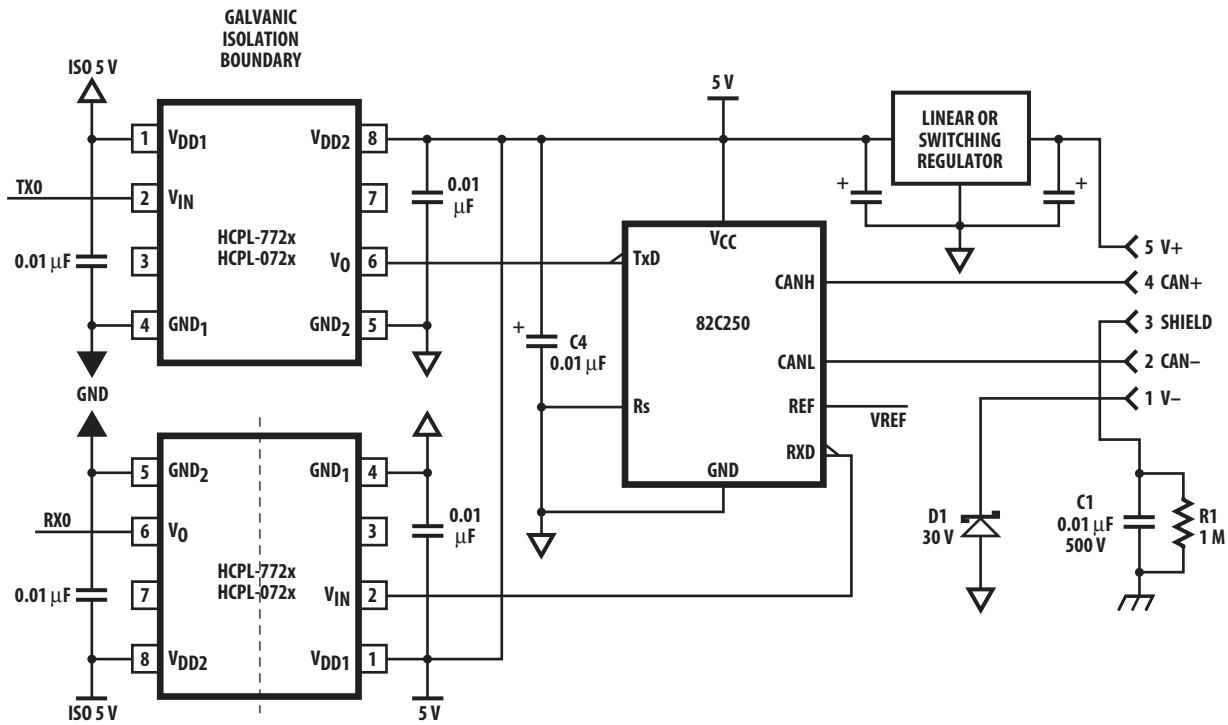 GALVANIC
ISOLATION
BOUNDARY
ISO 5 V
1 VDD1
VDD2 8
TX0
2 VIN
7
0.01 μF
3
HCPL-772x
HCPL-072x
VO 6
4 GND1
GND2 5
0.01
μF
GND
5 GND2
GND1 4
RX0
6 VO
3
0.01 μF
7
HCPL-772x
HCPL-072x
VIN 2
8 VDD2
VDD1 1
0.01
μF
ISO 5 V
5 V
5 V
+
C4
0.01 μF
VCC
TxD
CANH
82C250
CANL
Rs
REF
VREF
RXD
GND
LINEAR OR
SWITCHING
REGULATOR
+
+
5 V+
4 CAN+
3 SHIELD
2 CAN–
1 V–
D1
30 V
C1
0.01 μF
500 V
R1
1 M